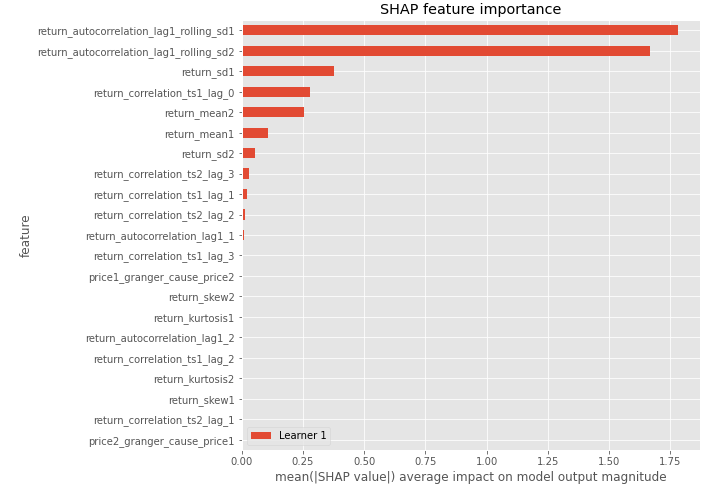 SHAP feature importance
return_autocorrelation_lag1_rolling_sd1
return_autocorrelation_lag1_rolling_sd2
return_sd1
return_correlation_ts1_lag_0
return_mean2
return_mean1
return_sd2
return_correlation_ts2_lag_3
return_correlation_ts1_lag_1
return_correlation_ts2_lag_2
return_autocorrelation_lag1_1
return_correlation_ts1_lag_3
price1_granger_cause_price2
return_skew2
return_kurtosis1
return_autocorrelation_lag1_2
return_correlation_ts1_lag_2
return_kurtosis2
return_skew1
return_correlation_ts2_lag_1
price2_granger_cause_price1
feature
Learner 1
0.00 0.25 0.50 0.75 1.00 1.25 1.50 1.75
mean(|SHAP value|) average impact on model output magnitude